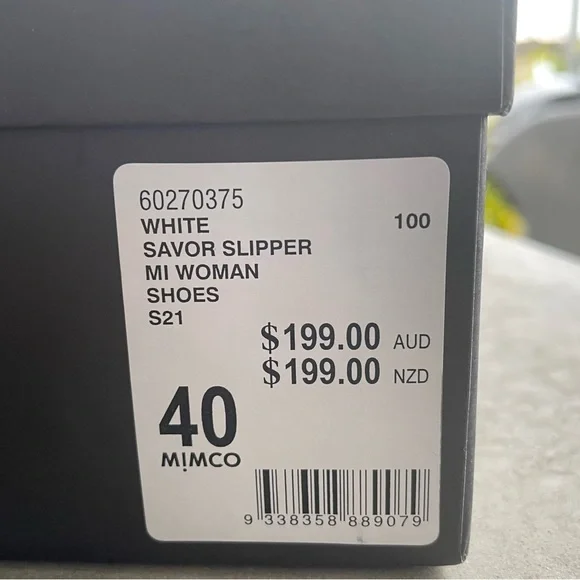 60270375
WHITE 100
SAVOR SLIPPER
MI WOMAN
SHOES
S21
$199.00 AUD
$199.00 NZD
40
M!MCO
9 338358 889079